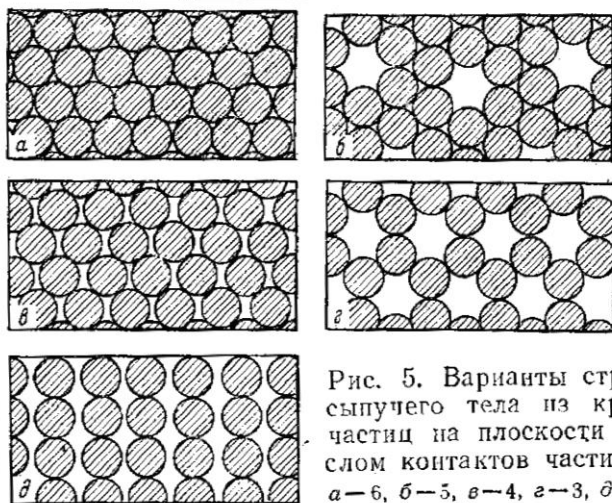 а
б
в
г
д
Рис. 5. Варианты стр
сыпучего тела из кр
частиц на плоскости
слом контактов части
а—6, б—5, в—4, г—3, д